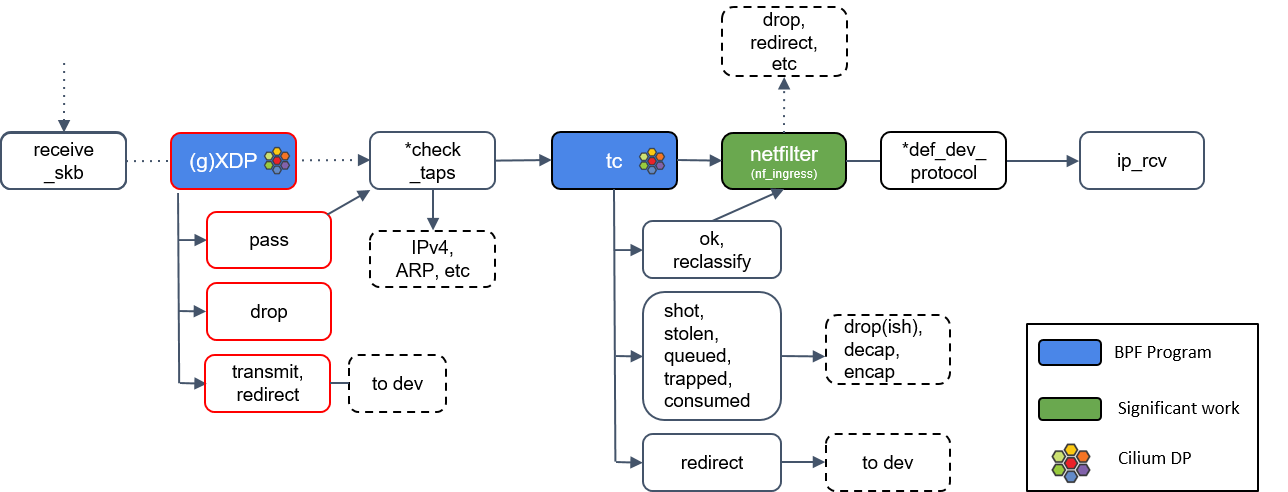 drop,
redirect,
etc
receive
_skb
(g)XDP
*check
_taps
tc
netfilter
(nf_ingress)
*def_dev_
protocol
ip_rcv
pass
IPv4,
ARP, etc
ok,
reclassify
drop
shot,
stolen,
queued,
trapped,
consumed
drop(ish),
decap,
encap
transmit,
redirect
to dev
redirect
to dev
BPF Program
Significant work
Cilium DP